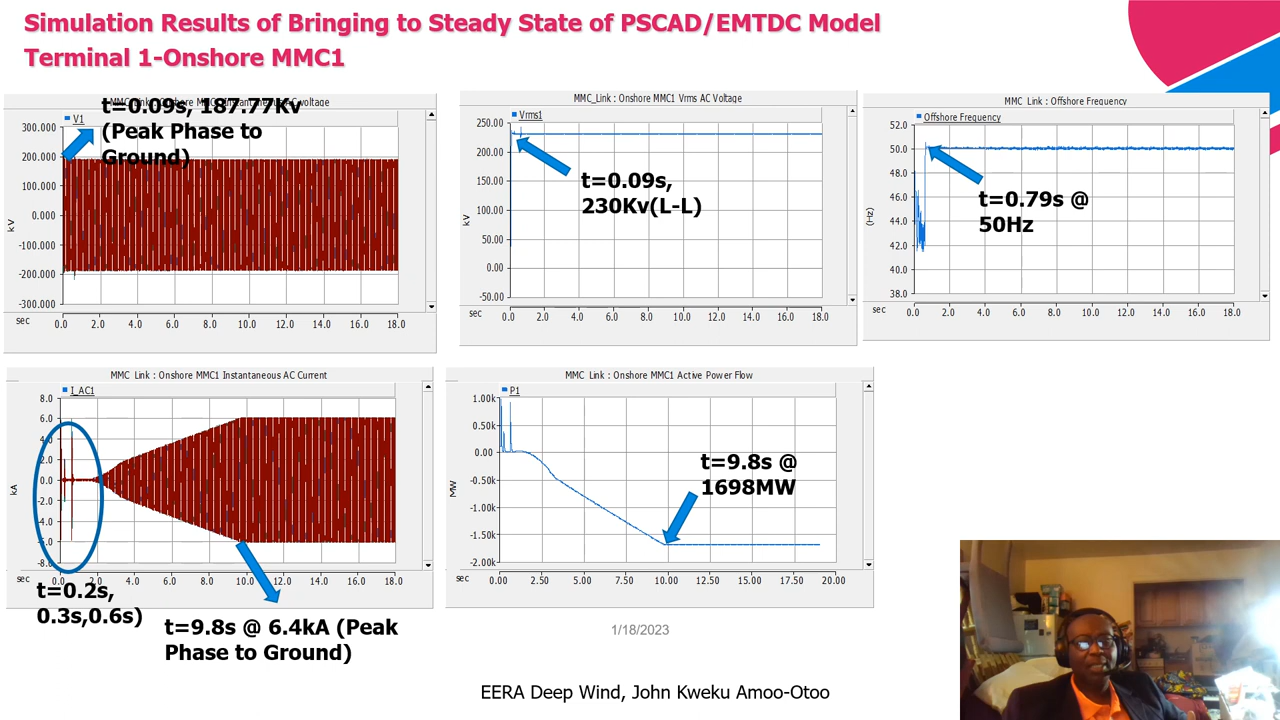 Simulation Results of Bringing to Steady State of PSCAD/EMTDC Model
Terminal 1-Onshore MMC1
t=0.09s, 187.77Kv
(Peak Phase to
Ground)
V1
300.000
200.000
100.000
0.000
-100.000
-200.000
-300.000
kV
sec
0.0 2.0 4.0 6.0 8.0 10.0 12.0 14.0 16.0 18.0
MMC_Link : Onshore MMC1 Vrms AC Voltage
Vrms1
250.00
200.00
150.00
100.00
50.00
0.00
-50.00
kV
t=0.09s,
230Kv(L-L)
sec
0.0 2.0 4.0 6.0 8.0 10.0 12.0 14.0 16.0 18.0
MMC_Link : Offshore Frequency
Offshore Frequency
52.0
50.0
48.0
46.0
44.0
42.0
40.0
38.0
(Hz)
t=0.79s @
50Hz
sec
0.0 2.0 4.0 6.0 8.0 10.0 12.0 14.0 16.0 18.0
MMC_Link : Onshore MMC1 Instantaneous AC Current
I_AC1
8.0
6.0
4.0
2.0
0.0
-2.0
-4.0
-6.0
-8.0
kA
sec
0.0 2.0 4.0 6.0 8.0 10.0 12.0 14.0 16.0 18.0
t=0.2s,
0.3s,0.6s)
t=9.8s @ 6.4kA (Peak
Phase to Ground)
MMC_Link : Onshore MMC1 Active Power Flow
P1
1.00k
0.50k
0.00
-0.50k
-1.00k
-1.50k
-2.00k
MW
t=9.8s @
1698MW
sec
0.00 2.50 5.00 7.50 10.00 12.50 15.00 17.50 20.00
1/18/2023
EERA Deep Wind, John Kweku Amoo-Otoo